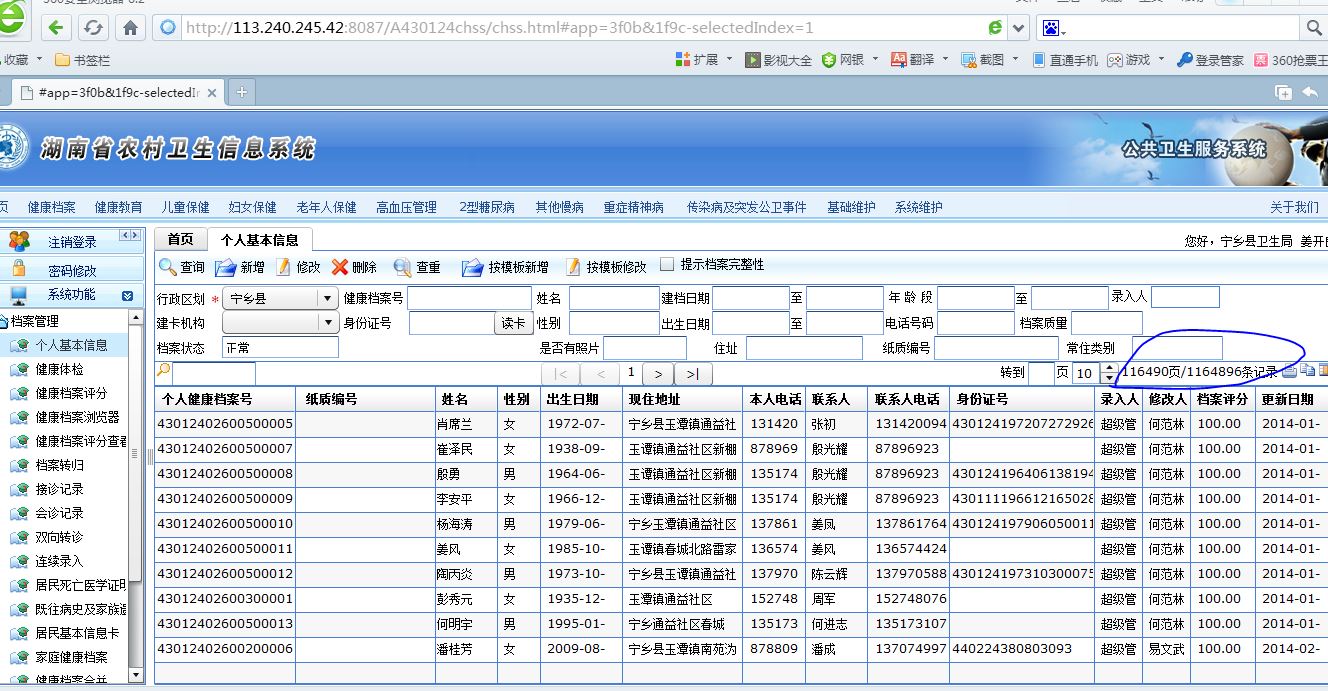 http://113.240.245.42:8087/A430124chss/chss.html#app=3f0b&1f9c-selectedIndex=1
收藏 书签栏 扩展 影视大全 网银 翻译 截图 直通手机 游戏 登录管家 360抢票王
#app=3f0b&1f9c-selectedIn
湖南省农村卫生信息系统 公共卫生服务系统
页 健康档案 健康教育 儿童保健 妇女保健 老年人保健 高血压管理 2型糖尿病 其他慢病 重症精神病 传染病及突发公卫事件 基础维护 系统维护 关于我们
注销登录 首页 个人基本信息 您好，宁乡县卫生局 姜开
密码修改 查询 新增 修改 删除 查重 按模板新增 按模板修改 提示档案完整性
系统功能 行政区划 * 宁乡县 健康档案号 姓名 建档日期 至 年龄段 至 录入人
档案管理 建卡机构 身份证号 读卡 性别 出生日期 至 电话号码 档案质量
个人基本信息 档案状态 正常 是否有照片 住址 纸质编号 常住类别
健康体检 |< < 1 > >| 转到 页 10 116490页/1164896条记录
健康档案评分 个人健康档案号 纸质编号 姓名 性别 出生日期 现住地址 本人电话 联系人 联系人电话 身份证号 录入人 修改人 档案评分 更新日期
健康档案浏览器 43012402600500005 肖席兰 女 1972-07- 宁乡县玉潭镇通益社 131420 张初 131420094 430124197207272926 超级管 何范林 100.00 2014-01-
健康档案评分查看 43012402600500007 崔泽民 女 1938-09- 玉潭镇通益社区新棚 878969 殷光耀 87896923 超级管 何范林 100.00 2014-01-
档案转归 43012402600500008 殷勇 男 1964-06- 玉潭镇通益社区新棚 135174 殷光耀 87896923 430124196406138194 超级管 何范林 100.00 2014-01-
接诊记录 43012402600500009 李安平 女 1966-12- 玉潭镇通益社区新棚 135174 殷光耀 87896923 430111196612165028 超级管 何范林 100.00 2014-01-
会诊记录 43012402600500010 杨海涛 男 1979-06- 宁乡玉潭镇通益社区 137861 姜凤 137861764 430124197906050011 超级管 何范林 100.00 2014-01-
双向转诊 43012402600500011 姜风 女 1985-10- 玉潭镇春城北路雷家 136574 姜风 136574424 超级管 何范林 100.00 2014-01-
连续录入 43012402600500012 陶丙炎 男 1973-10- 宁乡县玉潭镇通益社 137970 陈云辉 137970588 430124197310300075 超级管 何范林 100.00 2014-01-
居民死亡医学证明 43012402600300001 彭秀元 女 1935-12- 玉潭镇通益社区 152748 周军 152748076 超级管 何范林 100.00 2014-01-
既往病史及家族遗 43012402600500013 何明宇 男 1995-01- 宁乡通益社区春城 135173 何进志 135173107 超级管 何范林 100.00 2014-01-
居民基本信息卡 43012402600200006 潘桂芳 女 2009-08- 宁乡县玉潭镇南苑沩 878809 潘成 137074997 440224380803093 超级管 易文武 100.00 2014-02-
家庭健康档案
健康档案合并